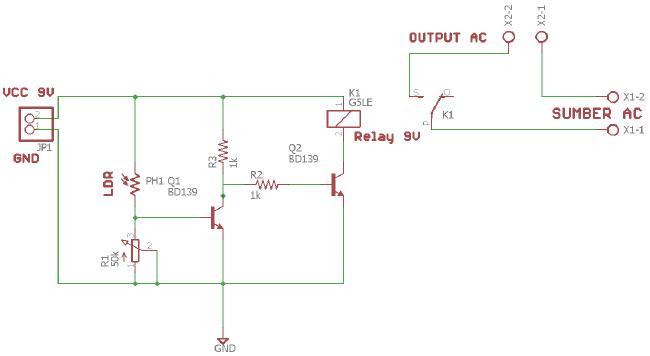 X2-2
X2-1
OUTPUT AC
VCC 9V
K1
G5LE
S
O
X1-2
2
1
K1
SUMBER AC
JP1
1
P
X1-1
GND
2
Relay 9V
R3
1k
Q2
BD139
LDR
PH1
Q1
BD139
R2
1k
R1
50k
3
2
1
GND